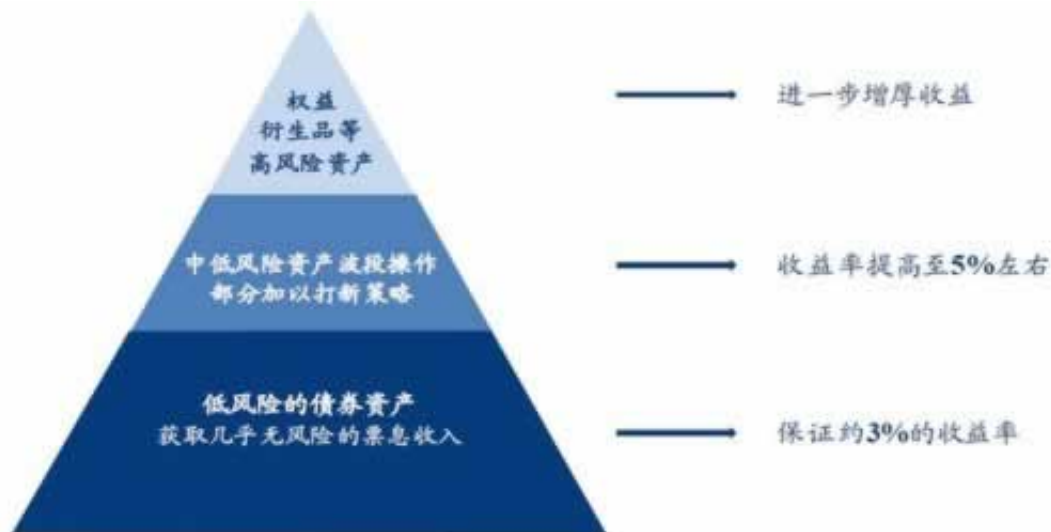 权益
衍生品等
高风险资产
进一步增厚收益
中低风险资产波段操作
部分加以打新策略
收益率提高至5%左右
低风险的债券资产
获取几乎无风险的票息收入
保证约3%的收益率